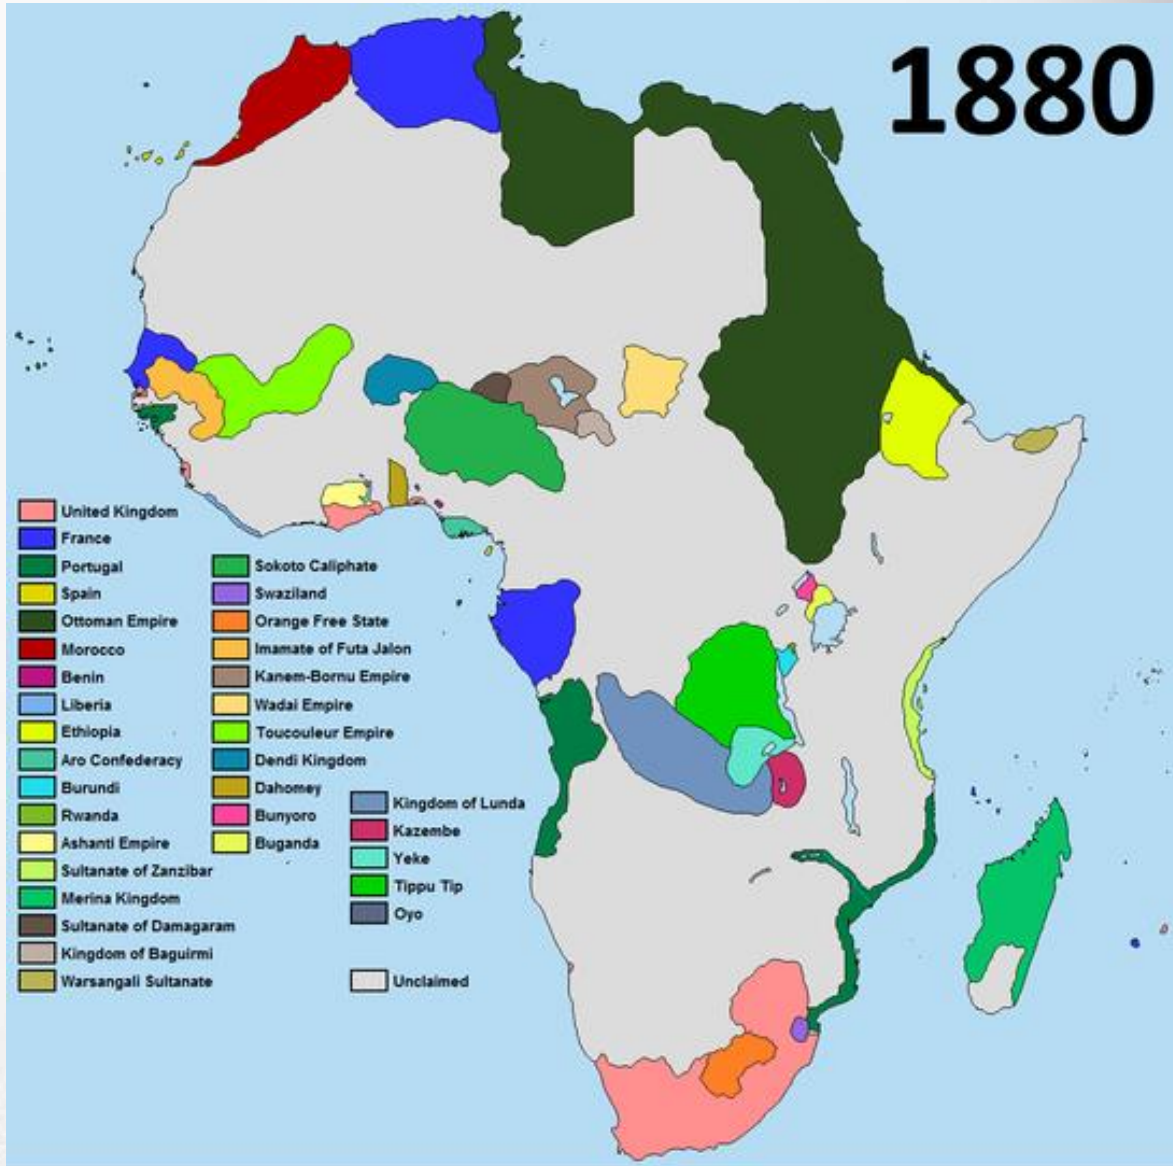 1880
United Kingdom
France
Portugal
Spain
Ottoman Empire
Morocco
Benin
Liberia
Ethiopia
Aro Confederacy
Burundi
Rwanda
Ashanti Empire
Sultanate of Zanzibar
Merina Kingdom
Sultanate of Damagaram
Kingdom of Baguirmi
Warsangali Sultanate
Sokoto Caliphate
Swaziland
Orange Free State
Imamate of Futa Jalon
Kanem-Bornu Empire
Wadai Empire
Toucouleur Empire
Dendi Kingdom
Dahomey
Bunyoro
Buganda
Kingdom of Lunda
Kazembe
Yeke
Tippu Tip
Oyo
Unclaimed